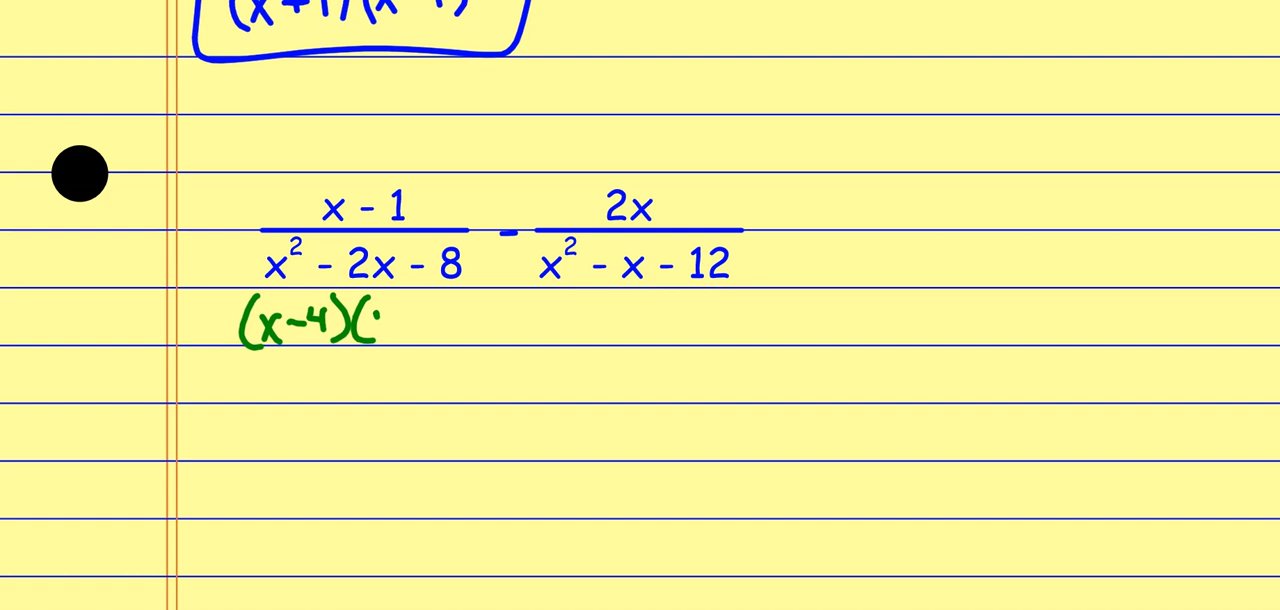 x - 1 2x
x² - 2x - 8 - x² - x - 12
(x-4)(